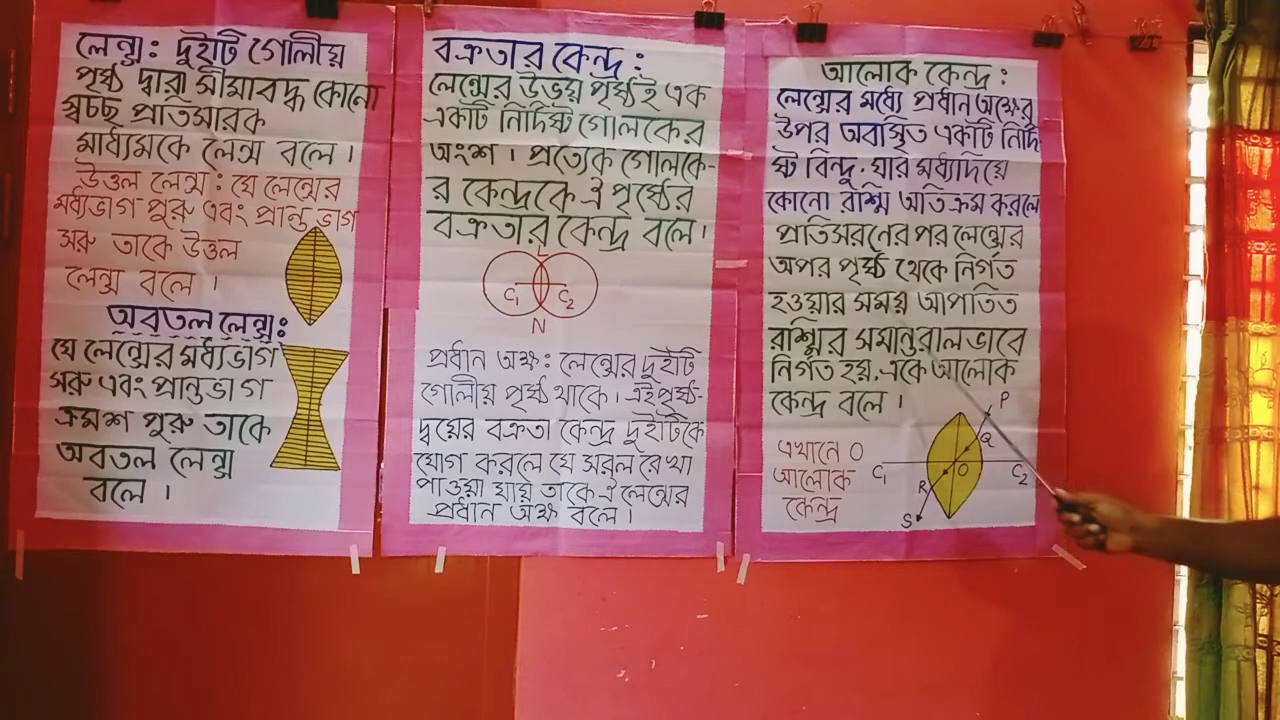 লেন্স: দুইটি গোলীয়
পৃষ্ঠ দ্বারা সীমাবদ্ধ কোনো
স্বচ্ছ প্রতিসারক
মাধ্যমকে লেন্স বলে।
উত্তল লেন্স: যে লেন্সের
মধ্যভাগ পুরু এবং প্রান্ত ভাগ
সরু তাকে উত্তল
লেন্স বলে।
অবতল লেন্স:
যে লেন্সের মধ্যভাগ
সরু এবং প্রান্তভাগ
ক্রমশ পুরু তাকে
অবতল লেন্স
বলে।
বক্রতার কেন্দ্র:
লেন্সের উভয় পৃষ্ঠই এক
একটি নির্দিষ্ট গোলকের
অংশ। প্রত্যেক গোলকে-
র কেন্দ্রকে ঐ পৃষ্ঠের
বক্রতার কেন্দ্র বলে।
L
C₁ C₂
N
প্রধান অক্ষ: লেন্সের দুইটি
গোলীয় পৃষ্ঠ থাকে। এই পৃষ্ঠ-
দ্বয়ের বক্রতা কেন্দ্র দুইটিকে
যোগ করলে যে সরল রেখা
পাওয়া যায় তাকে ঐ লেন্সের
প্রধান অক্ষ বলে।
আলোক কেন্দ্র:
লেন্সের মধ্যে প্রধান অক্ষের
উপর অবস্থিত একটি নির্দি-
ষ্ট বিন্দু, যার মধ্যদিয়ে
কোনো রশ্মি অতিক্রম করলে
প্রতিসরণের পর লেন্সের
অপর পৃষ্ঠ থেকে নির্গত
হওয়ার সময় আপতিত
রশ্মির সমান্তরালভাবে
নির্গত হয়, একে আলোক
কেন্দ্র বলে।
এখানে O
আলোক
কেন্দ্র
P
Q
C₁ O C₂
R
S